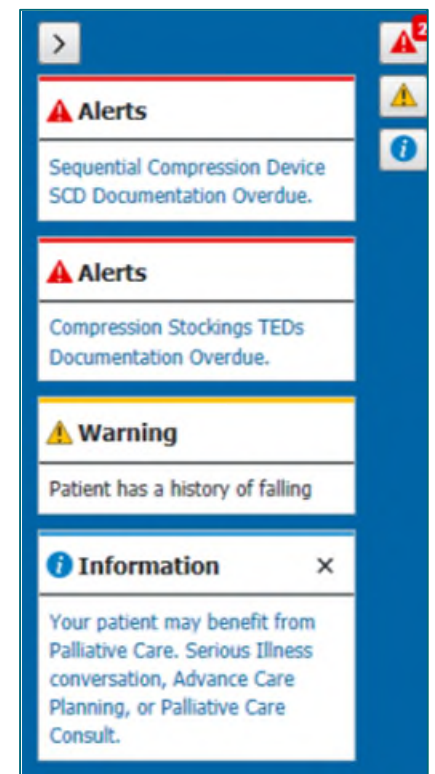 2
Alerts
Sequential Compression Device
SCD Documentation Overdue.
Alerts
Compression Stockings TEDs
Documentation Overdue.
Warning
Patient has a history of falling
Information
Your patient may benefit from
Palliative Care. Serious Illness
conversation, Advance Care
Planning, or Palliative Care
Consult.